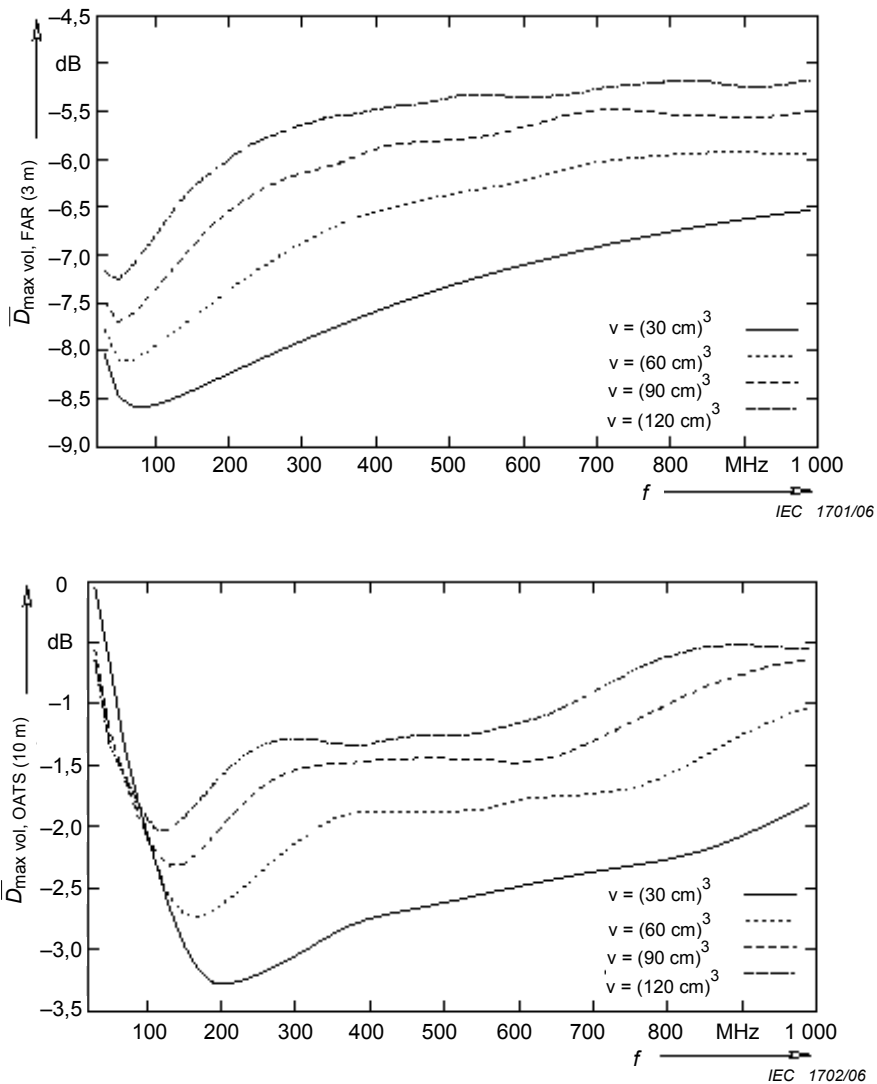 –4,5
dB
–5,5
–6,0
–6,5
–7,0
–7,5
–8,0
–8,5
–9,0
D̅max vol, FAR (3 m)
v = (30 cm)³
v = (60 cm)³
v = (90 cm)³
v = (120 cm)³
100 200 300 400 500 600 700 800 MHz 1 000
f
IEC 1701/06
0
dB
–1
–1,5
–2,0
–2,5
–3,0
–3,5
D̅max vol, OATS (10 m)
v = (30 cm)³
v = (60 cm)³
v = (90 cm)³
v = (120 cm)³
100 200 300 400 500 600 700 800 MHz 1 000
f
IEC 1702/06